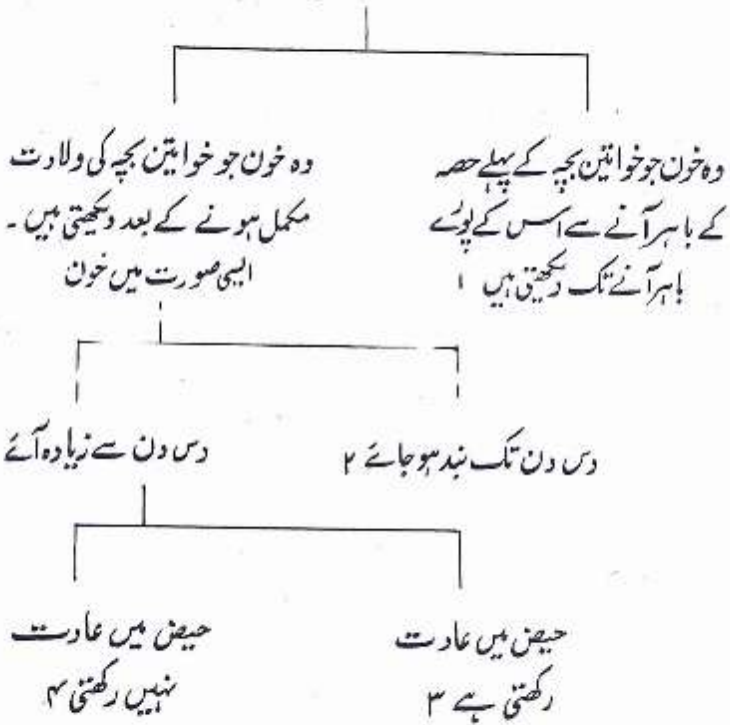 وہ خون جو خواتین بچہ کے پہلے حصہ
کے باہر آنے سے اس کے پورے
باہر آنے تک دیکھتی ہیں ۱
وہ خون جو خواتین بچہ کی ولادت
مکمل ہونے کے بعد دیکھتی ہیں ۔
ایسی صورت میں خون
دس دن تک بند ہو جائے ۲
دس دن سے زیادہ آئے
حیض میں عادت
رکھتی ہے ۳
حیض میں عادت
نہیں رکھتی ۴